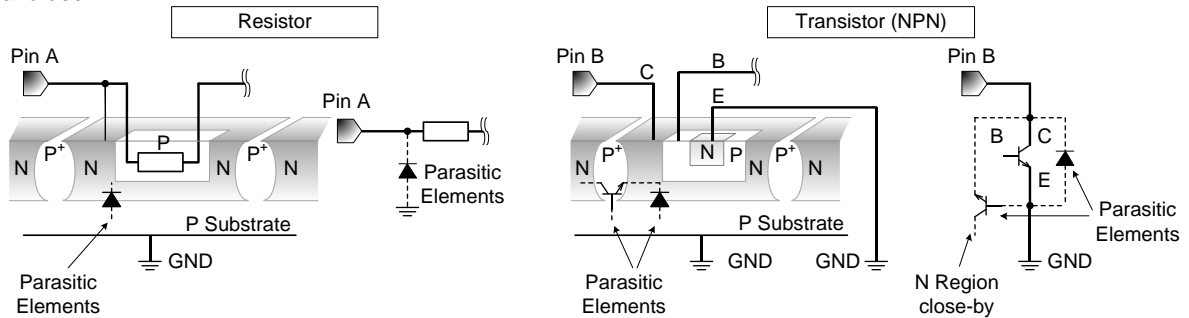 Resistor
Transistor (NPN)
Pin A
Pin A
Pin B
C
B
E
Pin B
N
P+
N
P
P+
N
N
P+
N
N
P
P+
N
B
C
E
Parasitic
Elements
P Substrate
GND
Parasitic
Elements
P Substrate
GND
GND
Parasitic
Elements
Parasitic
Elements
GND
N Region
close-by